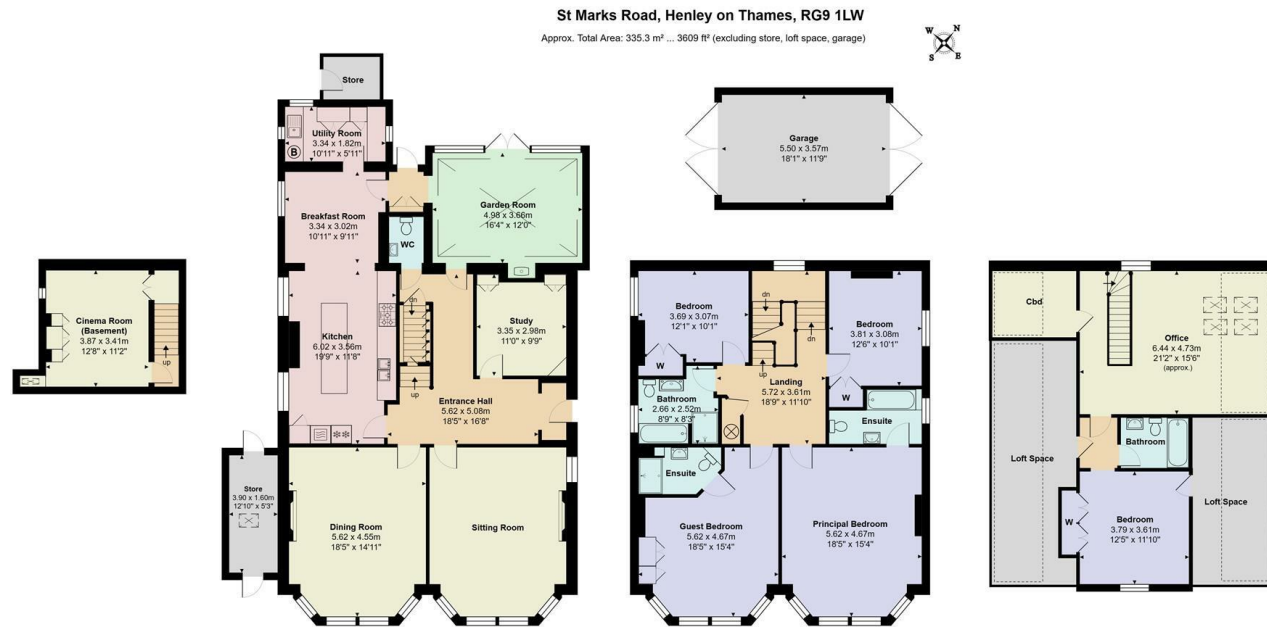 St Marks Road, Henley on Thames, RG9 1LW
Approx. Total Area: 335.3 m² ... 3609 ft² (excluding store, loft space, garage)
W N
S E
Store
Utility Room
3.34 x 1.82m
10'11" x 5'11"
B
Breakfast Room
3.34 x 3.02m
10'11" x 9'11"
WC
Garden Room
4.98 x 3.66m
16'4" x 12'0"
Garage
5.50 x 3.57m
18'1" x 11'9"
Cinema Room
(Basement)
3.87 x 3.41m
12'8" x 11'2"
up
Kitchen
6.02 x 3.56m
19'9" x 11'8"
dn
up
Study
3.35 x 2.98m
11'0" x 9'9"
Entrance Hall
5.62 x 5.08m
18'5" x 16'8"
Store
3.90 x 1.60m
12'10" x 5'3"
Dining Room
5.62 x 4.55m
18'5" x 14'11"
Sitting Room
Bedroom
3.69 x 3.07m
12'1" x 10'1"
W
dn
dn
up
Bedroom
3.81 x 3.08m
12'6" x 10'1"
W
Landing
5.72 x 3.61m
18'9" x 11'10"
Bathroom
2.66 x 2.52m
8'9" x 8'3"
Ensuite
Ensuite
Guest Bedroom
5.62 x 4.67m
18'5" x 15'4"
Principal Bedroom
5.62 x 4.67m
18'5" x 15'4"
Cbd
Office
6.44 x 4.73m
21'2" x 15'6"
(approx.)
Bathroom
Loft Space
Loft Space
W
Bedroom
3.79 x 3.61m
12'5" x 11'10"